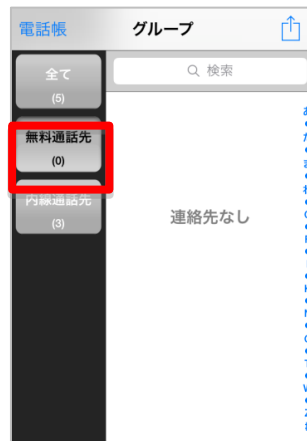 電話帳
グループ
全て
(5)
検索
無料通話先
(0)
内線通話先
(3)
連絡先なし